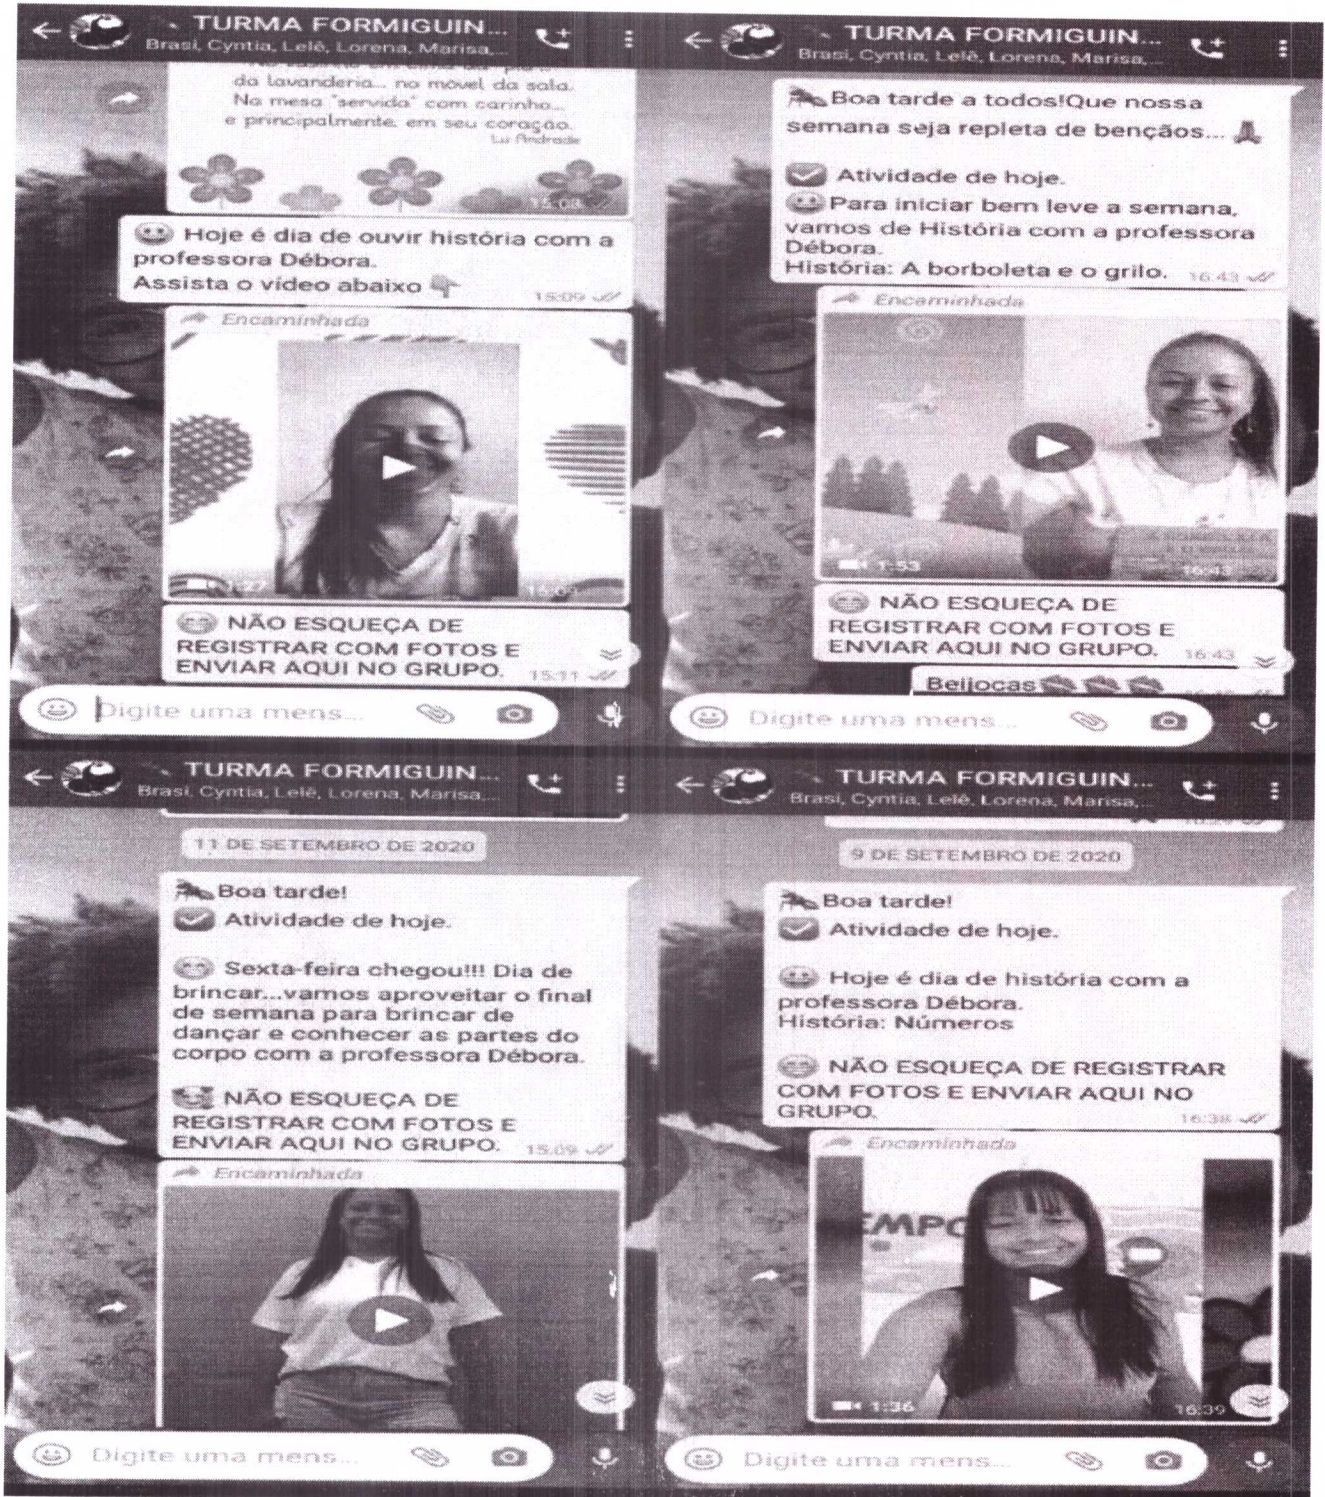 TURMA FORMIGUIN...
Brasi, Cyntia, Lelê, Lorena, Marisa,...
da lavanderia... no móvel da sala.
Na mesa "servida" com carinho...
e principalmente, em seu coração.
Lu Andrade
15:08
Hoje é dia de ouvir história com a
professora Débora.
Assista o vídeo abaixo
15:09
Encaminhada
1:27
NÃO ESQUEÇA DE
REGISTRAR COM FOTOS E
ENVIAR AQUI NO GRUPO.
15:11
Digite uma mens...
TURMA FORMIGUIN...
Brasi, Cyntia, Lelê, Lorena, Marisa,...
Boa tarde a todos!Que nossa
semana seja repleta de bençãos...
Atividade de hoje.
Para iniciar bem leve a semana,
vamos de História com a professora
Débora.
História: A borboleta e o grilo.
16:43
Encaminhada
1:53
16:43
NÃO ESQUEÇA DE
REGISTRAR COM FOTOS E
ENVIAR AQUI NO GRUPO.
16:43
Beijocas
Digite uma mens...
TURMA FORMIGUIN...
Brasi, Cyntia, Lelê, Lorena, Marisa,...
11 DE SETEMBRO DE 2020
Boa tarde!
Atividade de hoje.
Sexta-feira chegou!!! Dia de
brincar...vamos aproveitar o final
de semana para brincar de
dançar e conhecer as partes do
corpo com a professora Débora.
NÃO ESQUEÇA DE
REGISTRAR COM FOTOS E
ENVIAR AQUI NO GRUPO.
15:09
Encaminhada
Digite uma mens...
TURMA FORMIGUIN...
Brasi, Cyntia, Lelê, Lorena, Marisa,...
9 DE SETEMBRO DE 2020
Boa tarde!
Atividade de hoje.
Hoje é dia de história com a
professora Débora.
História: Números
NÃO ESQUEÇA DE REGISTRAR
COM FOTOS E ENVIAR AQUI NO
GRUPO.
16:38
Encaminhada
EMPO
1:36
16:39
Digite uma mens...